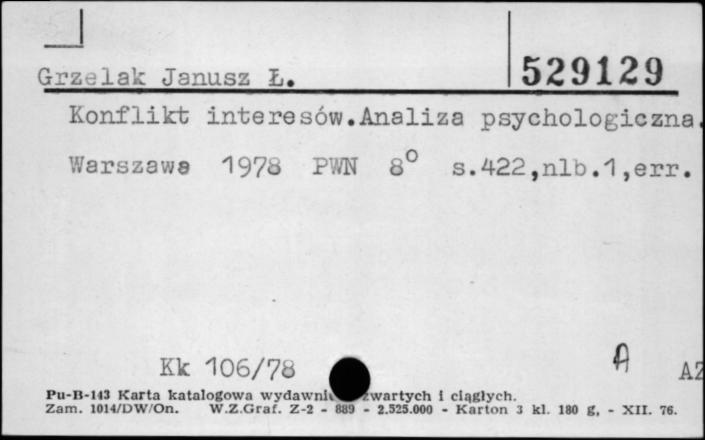 Grzelak Janusz Ł.
529129
Konflikt interesów.Analiza psychologiczna.
Warszawa 1978 PWN 8° s.422,nlb.1,err.
Kk 106/78
A
AZ
Pu-B-143 Karta katalogowa zwartych i ciągłych.
Zam. 1014/DW/On. W.Z.Graf. Z-2 - 889 - 2.525.000 - Karton 3 kl. 180 g, - XII. 76.